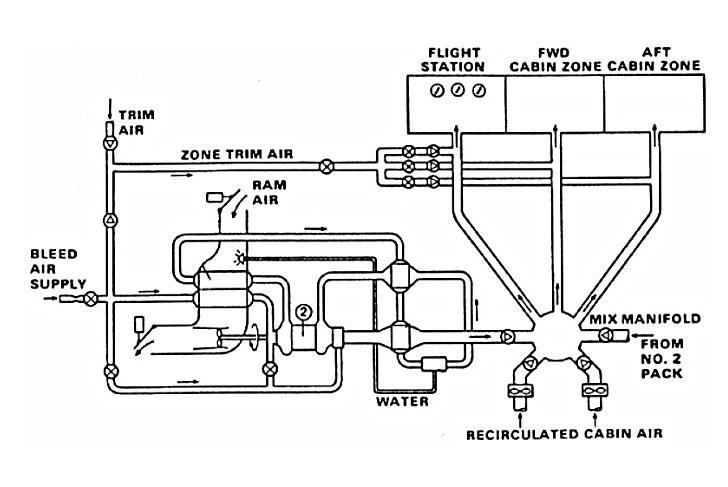 FLIGHT
STATION
FWD
CABIN ZONE
AFT
CABIN ZONE
TRIM
AIR
ZONE TRIM AIR
RAM
AIR
BLEED
AIR
SUPPLY
2
MIX MANIFOLD
FROM
NO. 2
PACK
WATER
RECIRCULATED CABIN AIR